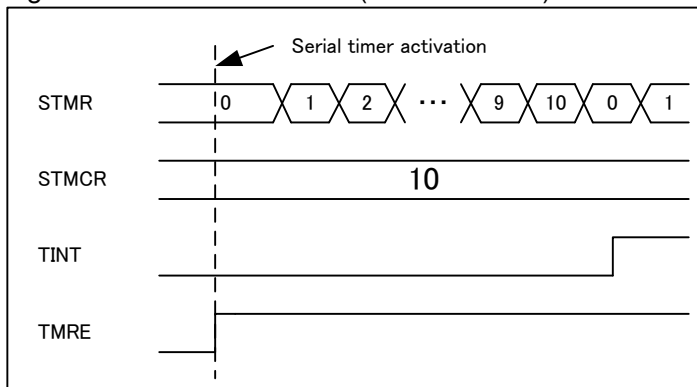 Serial timer activation
STMR 0 1 2 ··· 9 10 0 1
STMCR 10
TINT
TMRE